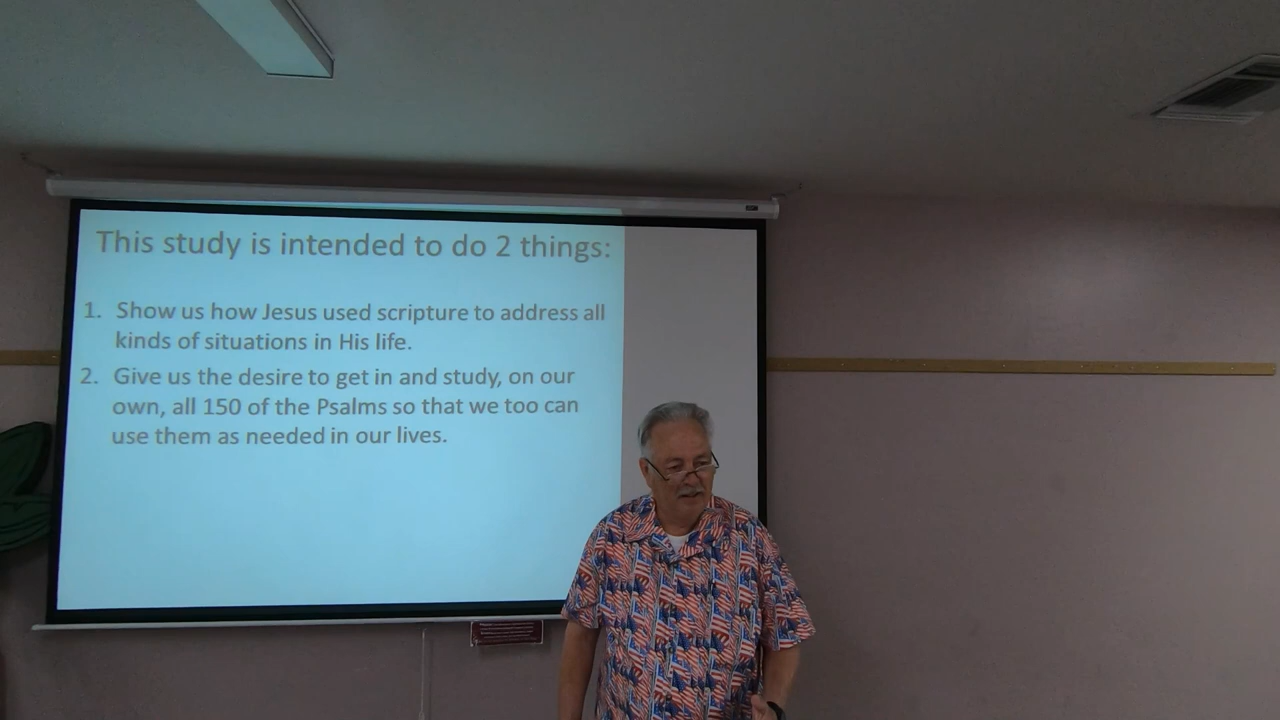 This study is intended to do 2 things:
1. Show us how Jesus used scripture to address all
kinds of situations in His life.
2. Give us the desire to get in and study, on our
own, all 150 of the Psalms so that we too can
use them as needed in our lives.